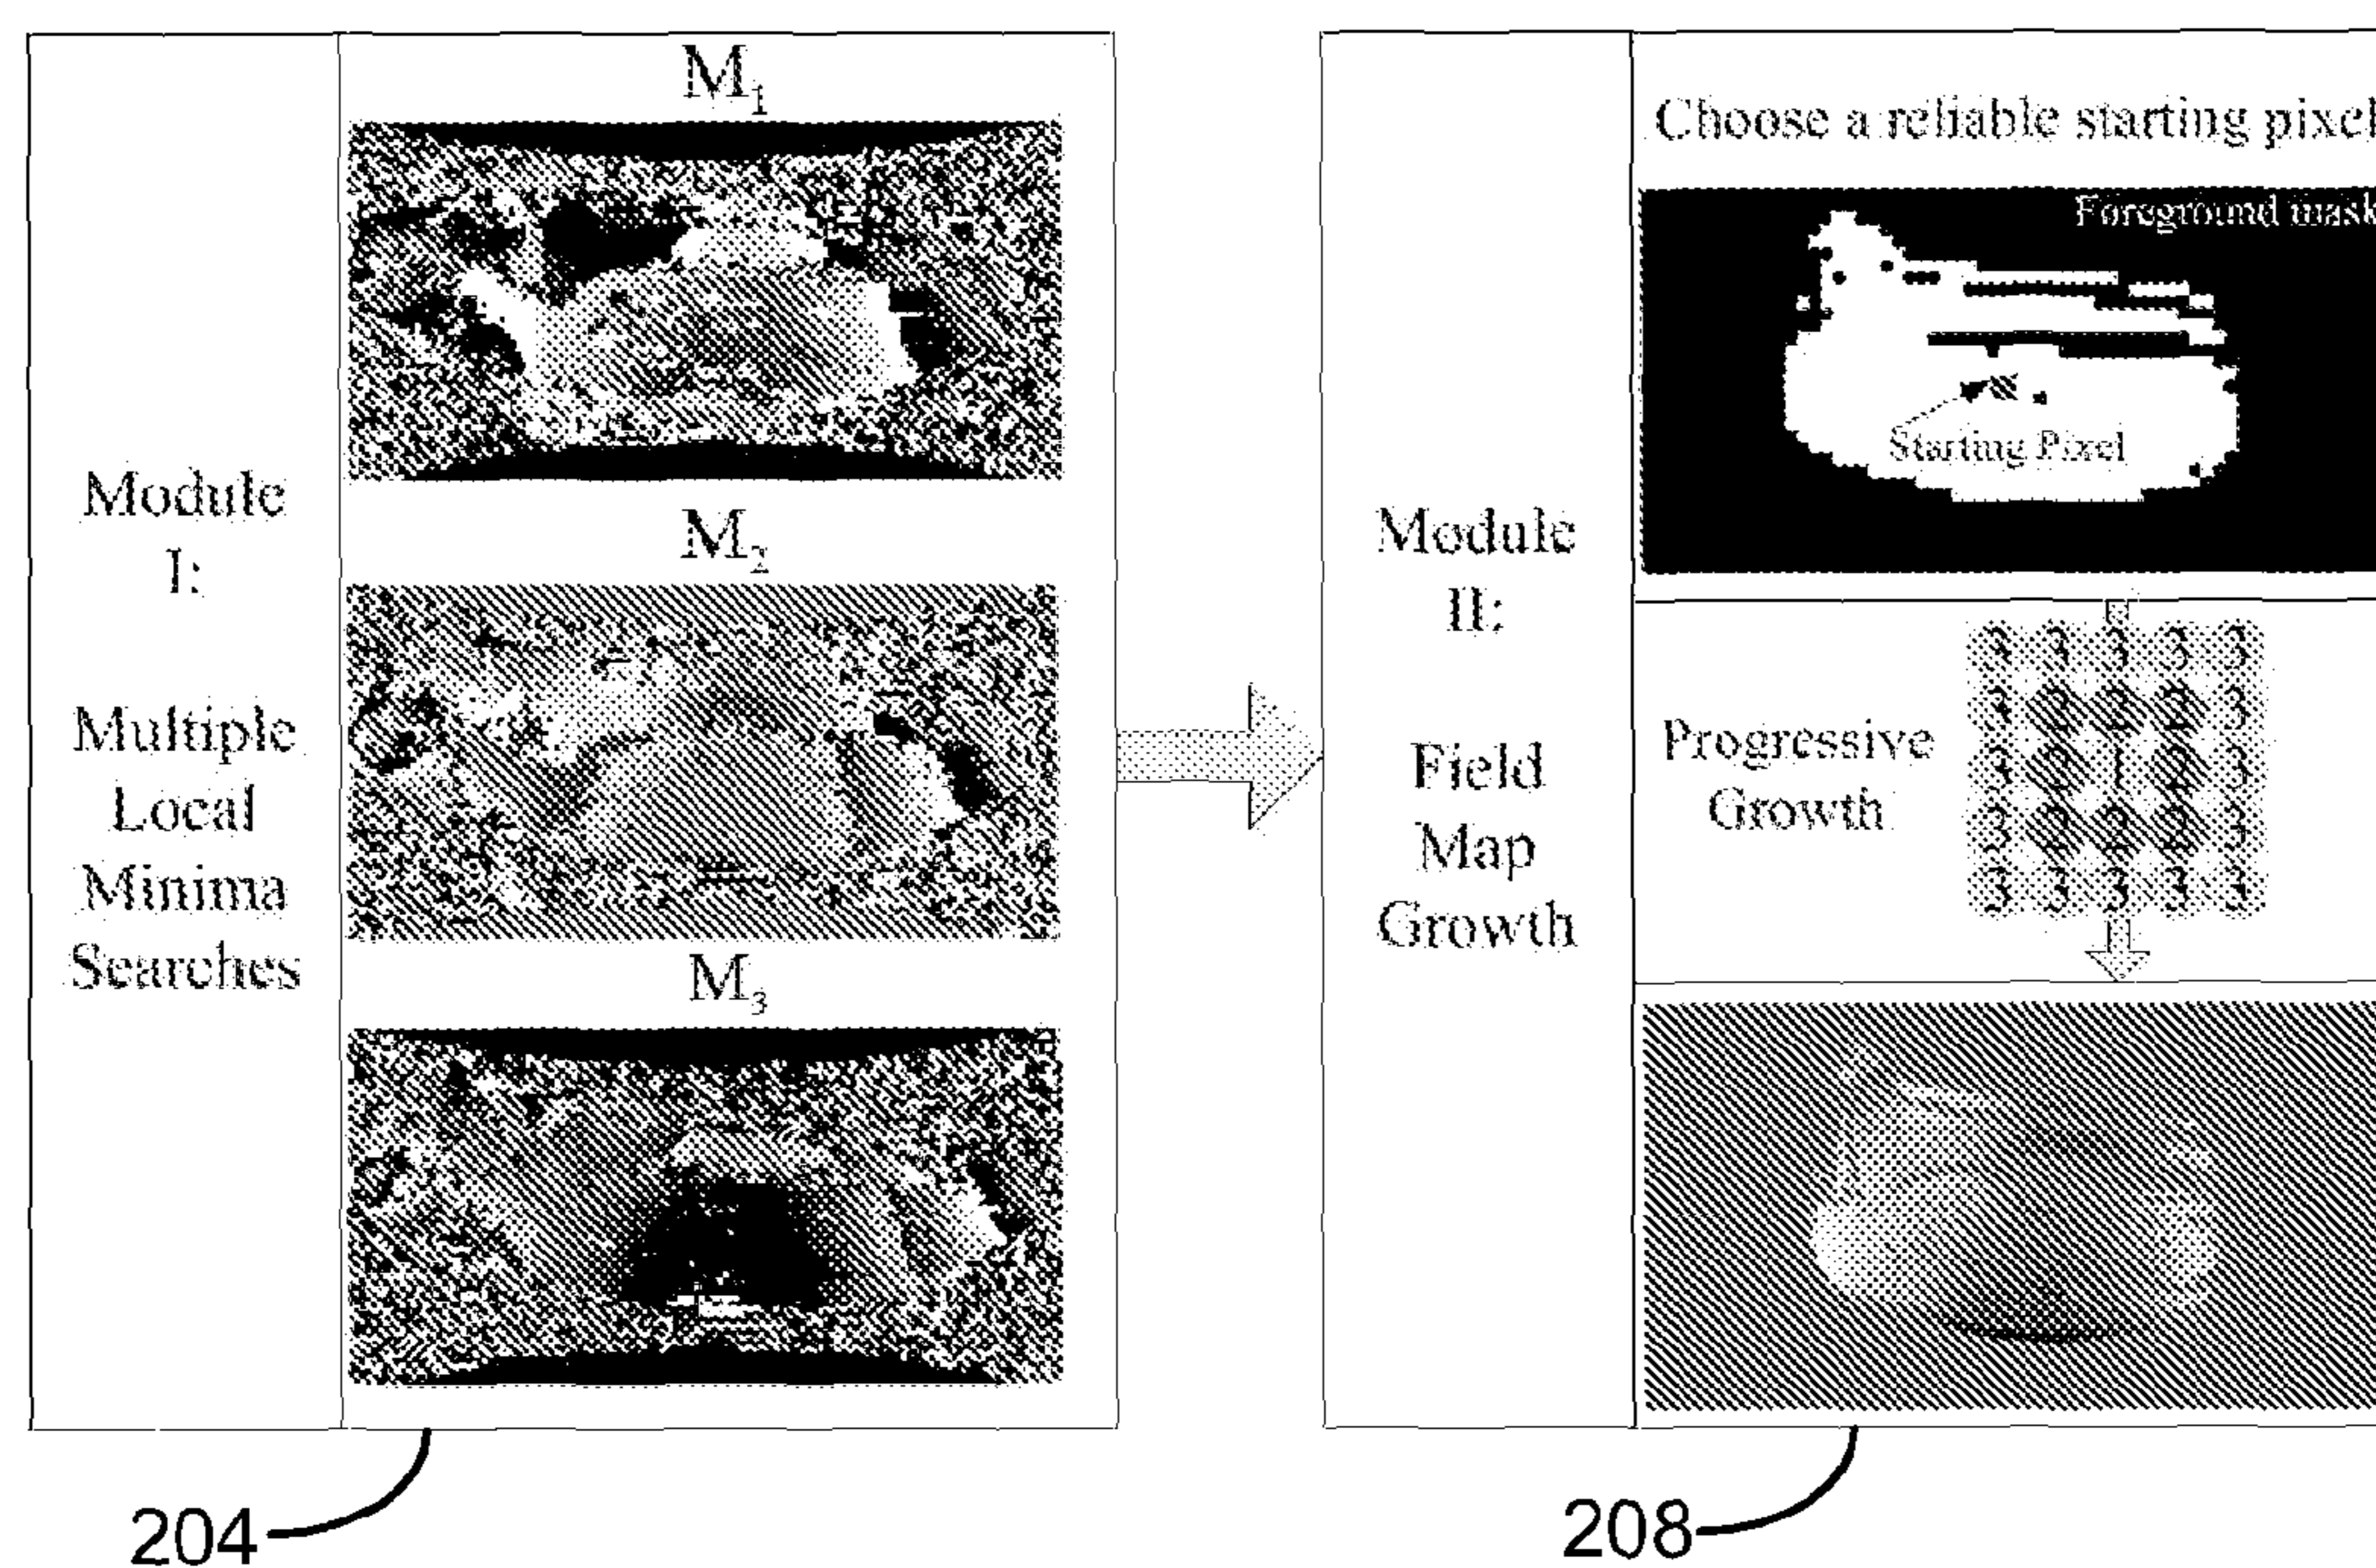 Module
I:
Multiple
Local
Minima
Searches
M1
M2
M3
204
Module
II:
Field
Map
Growth
Choose a reliable starting pixel
Foreground mask
Starting Pixel
Progressive
Growth
3 3 3 3 3
3 2 2 2 3
3 2 1 2 3
3 2 2 2 3
3 3 3 3 3
208